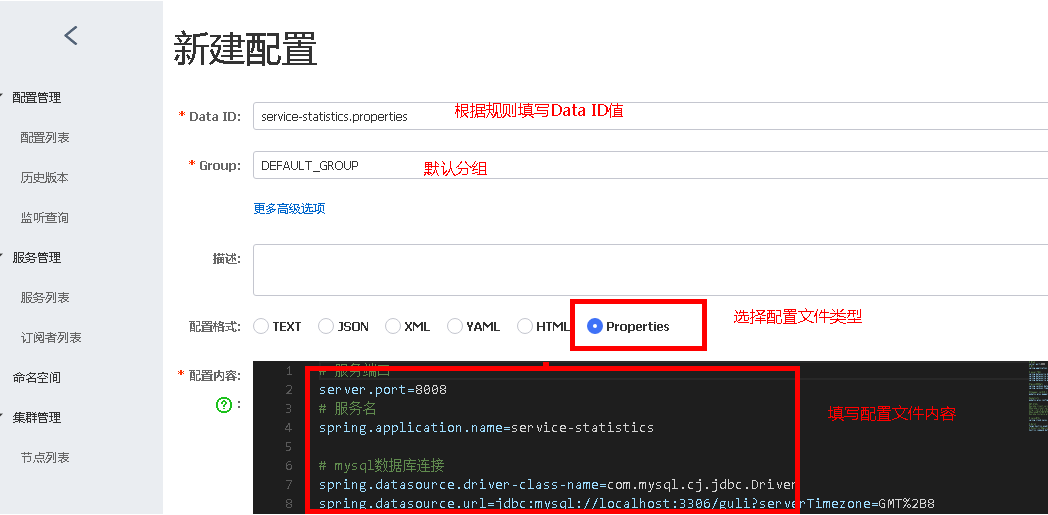 新建配置
配置管理
配置列表
历史版本
监听查询
服务管理
服务列表
订阅者列表
命名空间
集群管理
节点列表
* Data ID: service-statistics.properties 根据规则填写Data ID值
* Group: DEFAULT_GROUP 默认分组
更多高级选项
描述:
配置格式: TEXT JSON XML YAML HTML Properties 选择配置文件类型
* 配置内容: ? :
填写配置文件内容
1 # 服务端口
2 server.port=8008
3 # 服务名
4 spring.application.name=service-statistics
5
6 # mysql数据库连接
7 spring.datasource.driver-class-name=com.mysql.cj.jdbc.Driver
8 spring.datasource.url=jdbc:mysql://localhost:3306/guli?serverTimezone=GMT%2B8